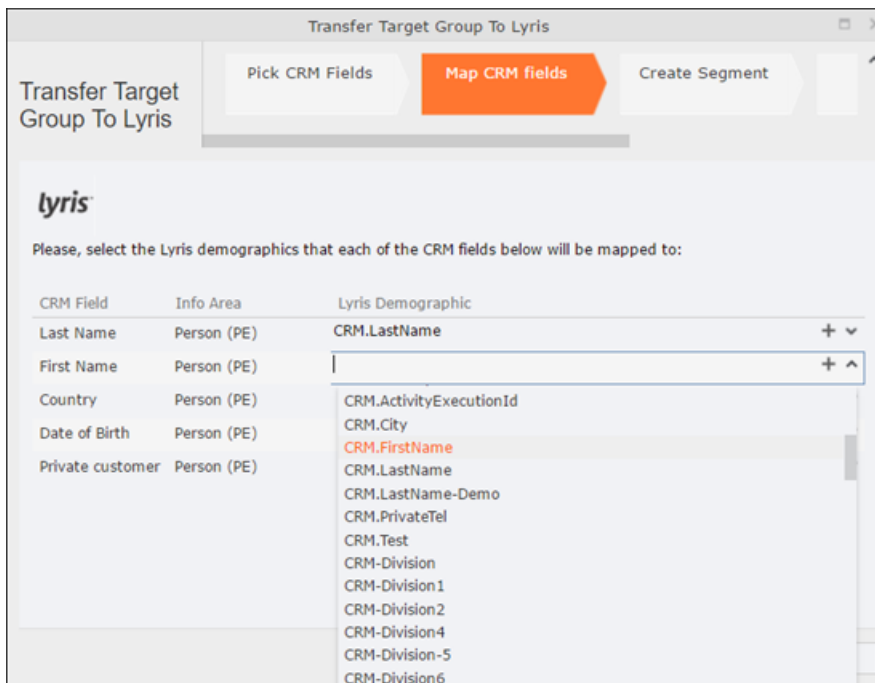 Transfer Target Group To Lyris
Transfer Target
Group To Lyris
Pick CRM Fields
Map CRM fields
Create Segment
lyris
Please, select the Lyris demographics that each of the CRM fields below will be mapped to:
CRM Field Info Area Lyris Demographic
Last Name Person (PE) CRM.LastName
First Name Person (PE)
Country Person (PE)
Date of Birth Person (PE)
Private customer Person (PE)
CRM.ActivityExecutionId
CRM.City
CRM.FirstName
CRM.LastName
CRM.LastName-Demo
CRM.PrivateTel
CRM.Test
CRM-Division
CRM-Division1
CRM-Division2
CRM-Division4
CRM-Division-5
CRM-Division6